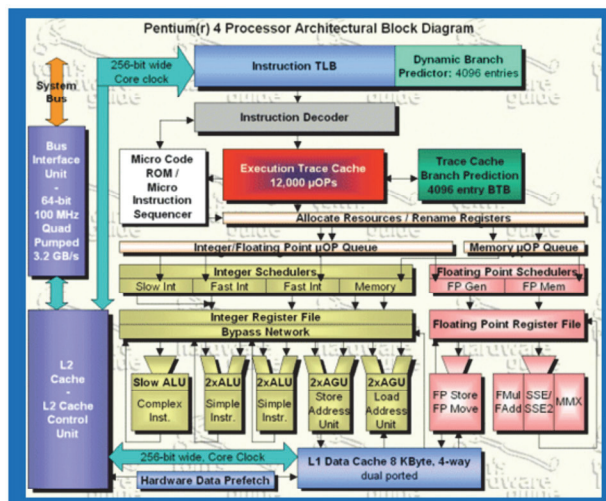 Pentium(r) 4 Processor Architectural Block Diagram
256-bit wide
Core clock
Instruction TLB
Dynamic Branch
Predictor: 4096 entries
System
Bus
Instruction Decoder
Bus
Interface
Unit
-
64-bit
100 MHz
Quad
Pumped
3.2 GB/s
Micro Code
ROM /
Micro
Instruction
Sequencer
Execution Trace Cache
12,000 µOPs
Trace Cache
Branch Prediction
4096 entry BTB
Allocate Resources / Rename Registers
Integer/Floating Point µOP Queue
Memory µOP Queue
Integer Schedulers
Slow Int
Fast Int
Fast Int
Memory
Floating Point Schedulers
FP Gen
FP Mem
Integer Register File
Bypass Network
Floating Point Register File
L2
Cache
-
L2 Cache
Control
Unit
Slow ALU
Complex
Inst.
2xALU
Simple
Instr.
2xALU
Simple
Instr.
2xAGU
Store
Address
Unit
2xAGU
Load
Address
Unit
FP Store
FP Move
FMul
FAdd
SSE/
SSE2
MMX
256-bit wide, Core Clock
L1 Data Cache 8 KByte, 4-way
dual ported
Hardware Data Prefetch